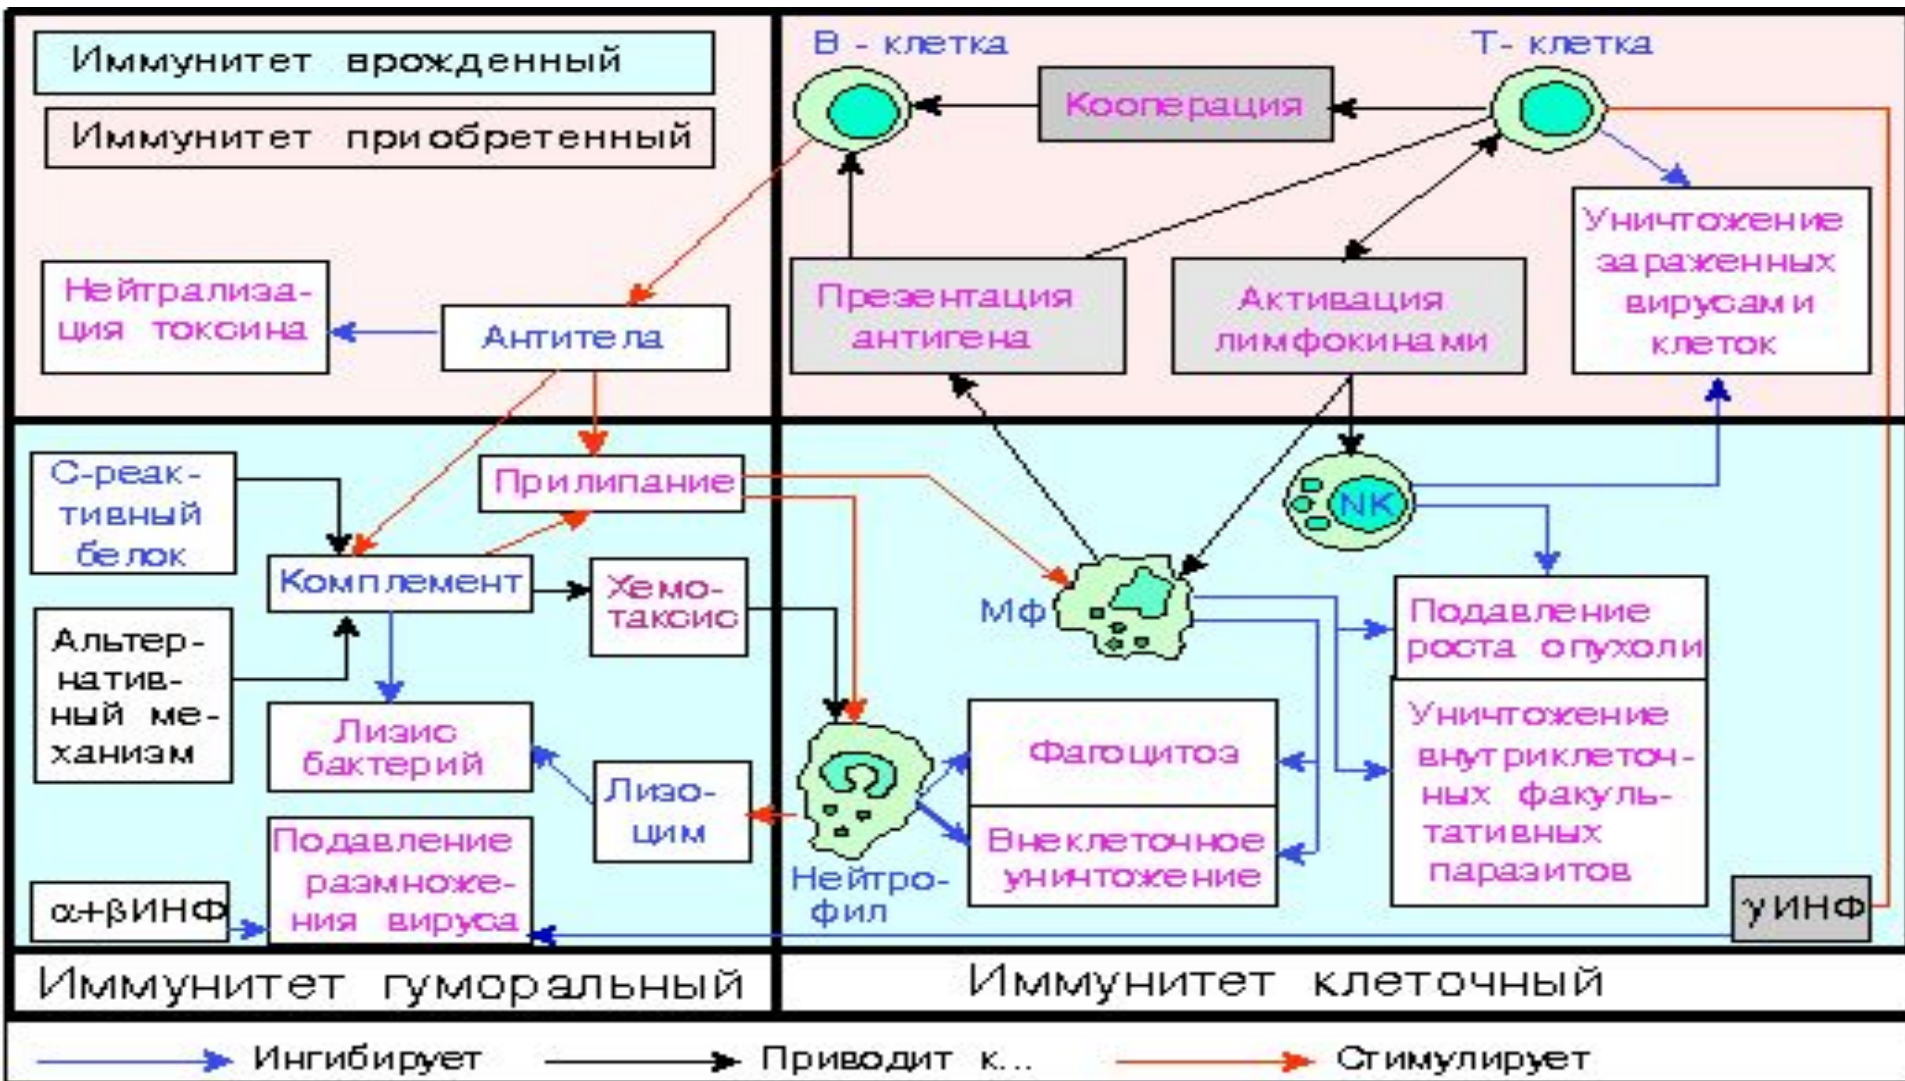 Иммунитет врожденный
Иммунитет приобретенный
В - клетка
Т- клетка
Кооперация
Уничтожение
зараженных
вирусами
клеток
Нейтрализа-
ция токсина
Антитела
Презентация
антигена
Активация
лимфокинами
С-реак-
тивный
белок
Прилипание
NK
Комплемент
Хемо-
таксис
Мф
Подавление
роста опухоли
Альтер-
натив-
ный ме-
ханизм
Лизис
бактерий
Лизо-
цим
Фагоцитоз
Уничтожение
внутриклеточ-
ных факуль-
тативных
паразитов
Внеклеточное
уничтожение
Нейтро-
фил
Подавление
размноже-
ния вируса
α+βИНФ
γИНФ
Иммунитет гуморальный
Иммунитет клеточный
Ингибирует
Приводит к...
Стимулирует